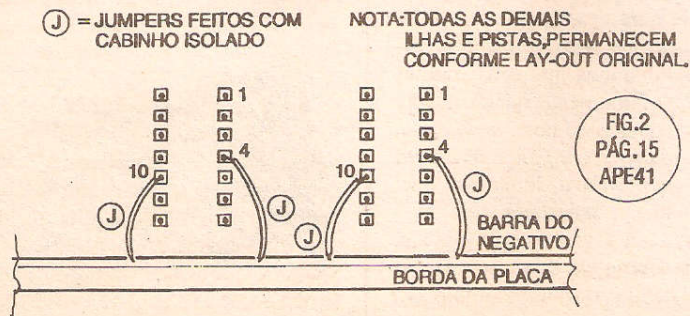 J = JUMPERS FEITOS COM
CABINHO ISOLADO
NOTA:TODAS AS DEMAIS
ILHAS E PISTAS,PERMANECEM
CONFORME LAY-OUT ORIGINAL.
1
1
4
4
10
10
J
J
J
J
FIG.2
PÁG.15
APE41
BARRA DO
NEGATIVO
BORDA DA PLACA